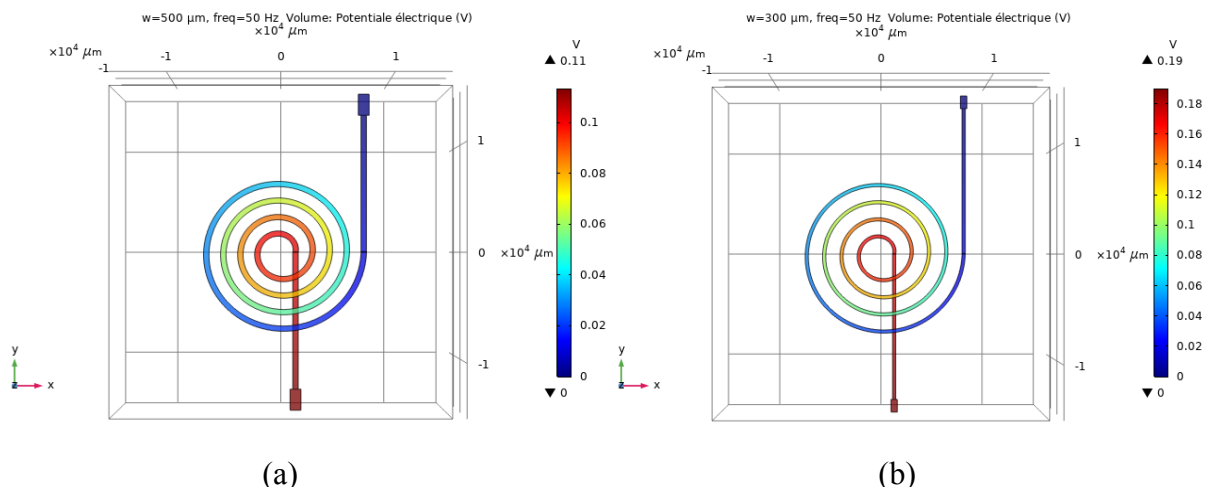 w=500 µm, freq=50 Hz Volume: Potentiale électrique (V)
×10⁴ µm
×10⁴ µm
-1
-1
0
1
V
▲ 0.11
0.1
0.08
0.06
0.04
0.02
0
▼ 0
1
0
×10⁴ µm
-1
y
z
x
(a)
w=300 µm, freq=50 Hz Volume: Potentiale électrique (V)
×10⁴ µm
×10⁴ µm
-1
-1
0
1
V
▲ 0.19
0.18
0.16
0.14
0.12
0.1
0.08
0.06
0.04
0.02
0
▼ 0
1
0
×10⁴ µm
-1
y
z
x
(b)